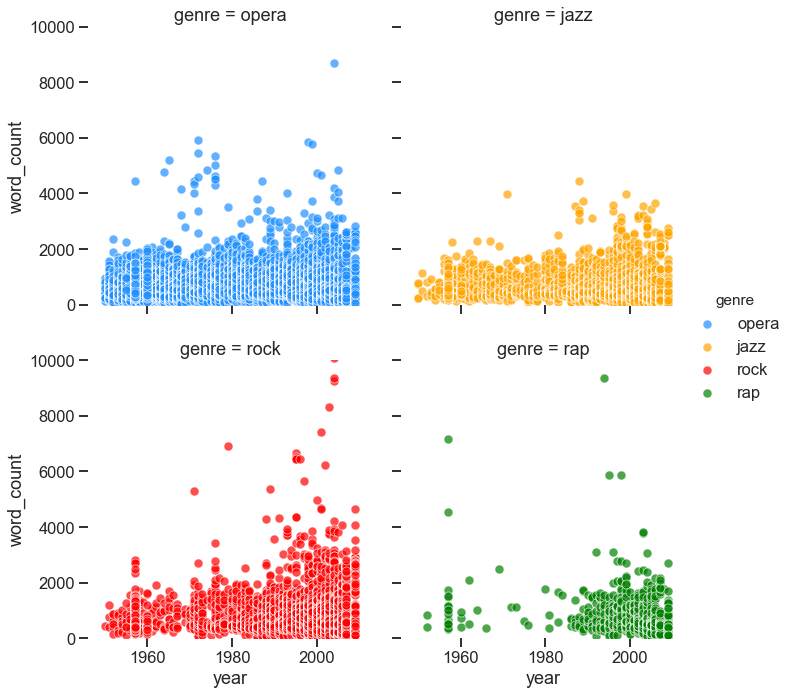 genre = opera
genre = jazz
10000
8000
6000
4000
2000
0
word_count
genre
opera
jazz
rock
rap
genre = rock
genre = rap
10000
8000
6000
4000
2000
0
word_count
1960
1980
2000
1960
1980
2000
year
year